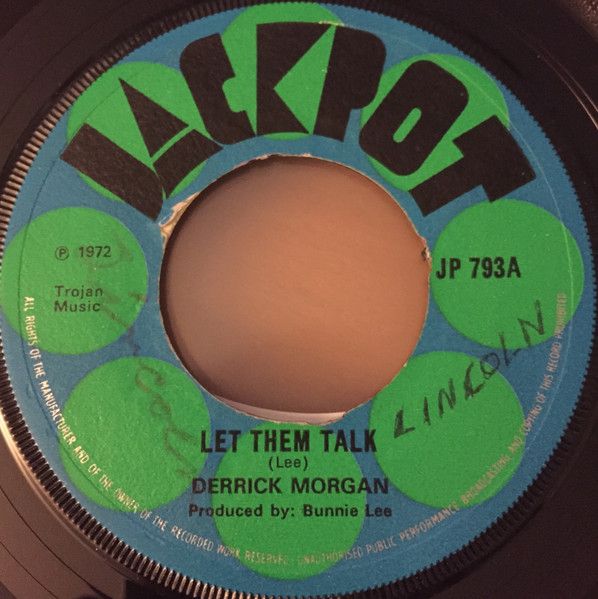 JACKPOT
℗ 1972
Trojan
Music
JP 793A
LINCOLN
LET THEM TALK
(Lee)
DERRICK MORGAN
Produced by: Bunnie Lee
ALL RIGHTS OF THE MANUFACTURER AND OF THE OWNER OF THE RECORDED WORK RESERVED · UNAUTHORISED PUBLIC PERFORMANCE BROADCASTING AND COPYING OF THIS RECORD PROHIBITED